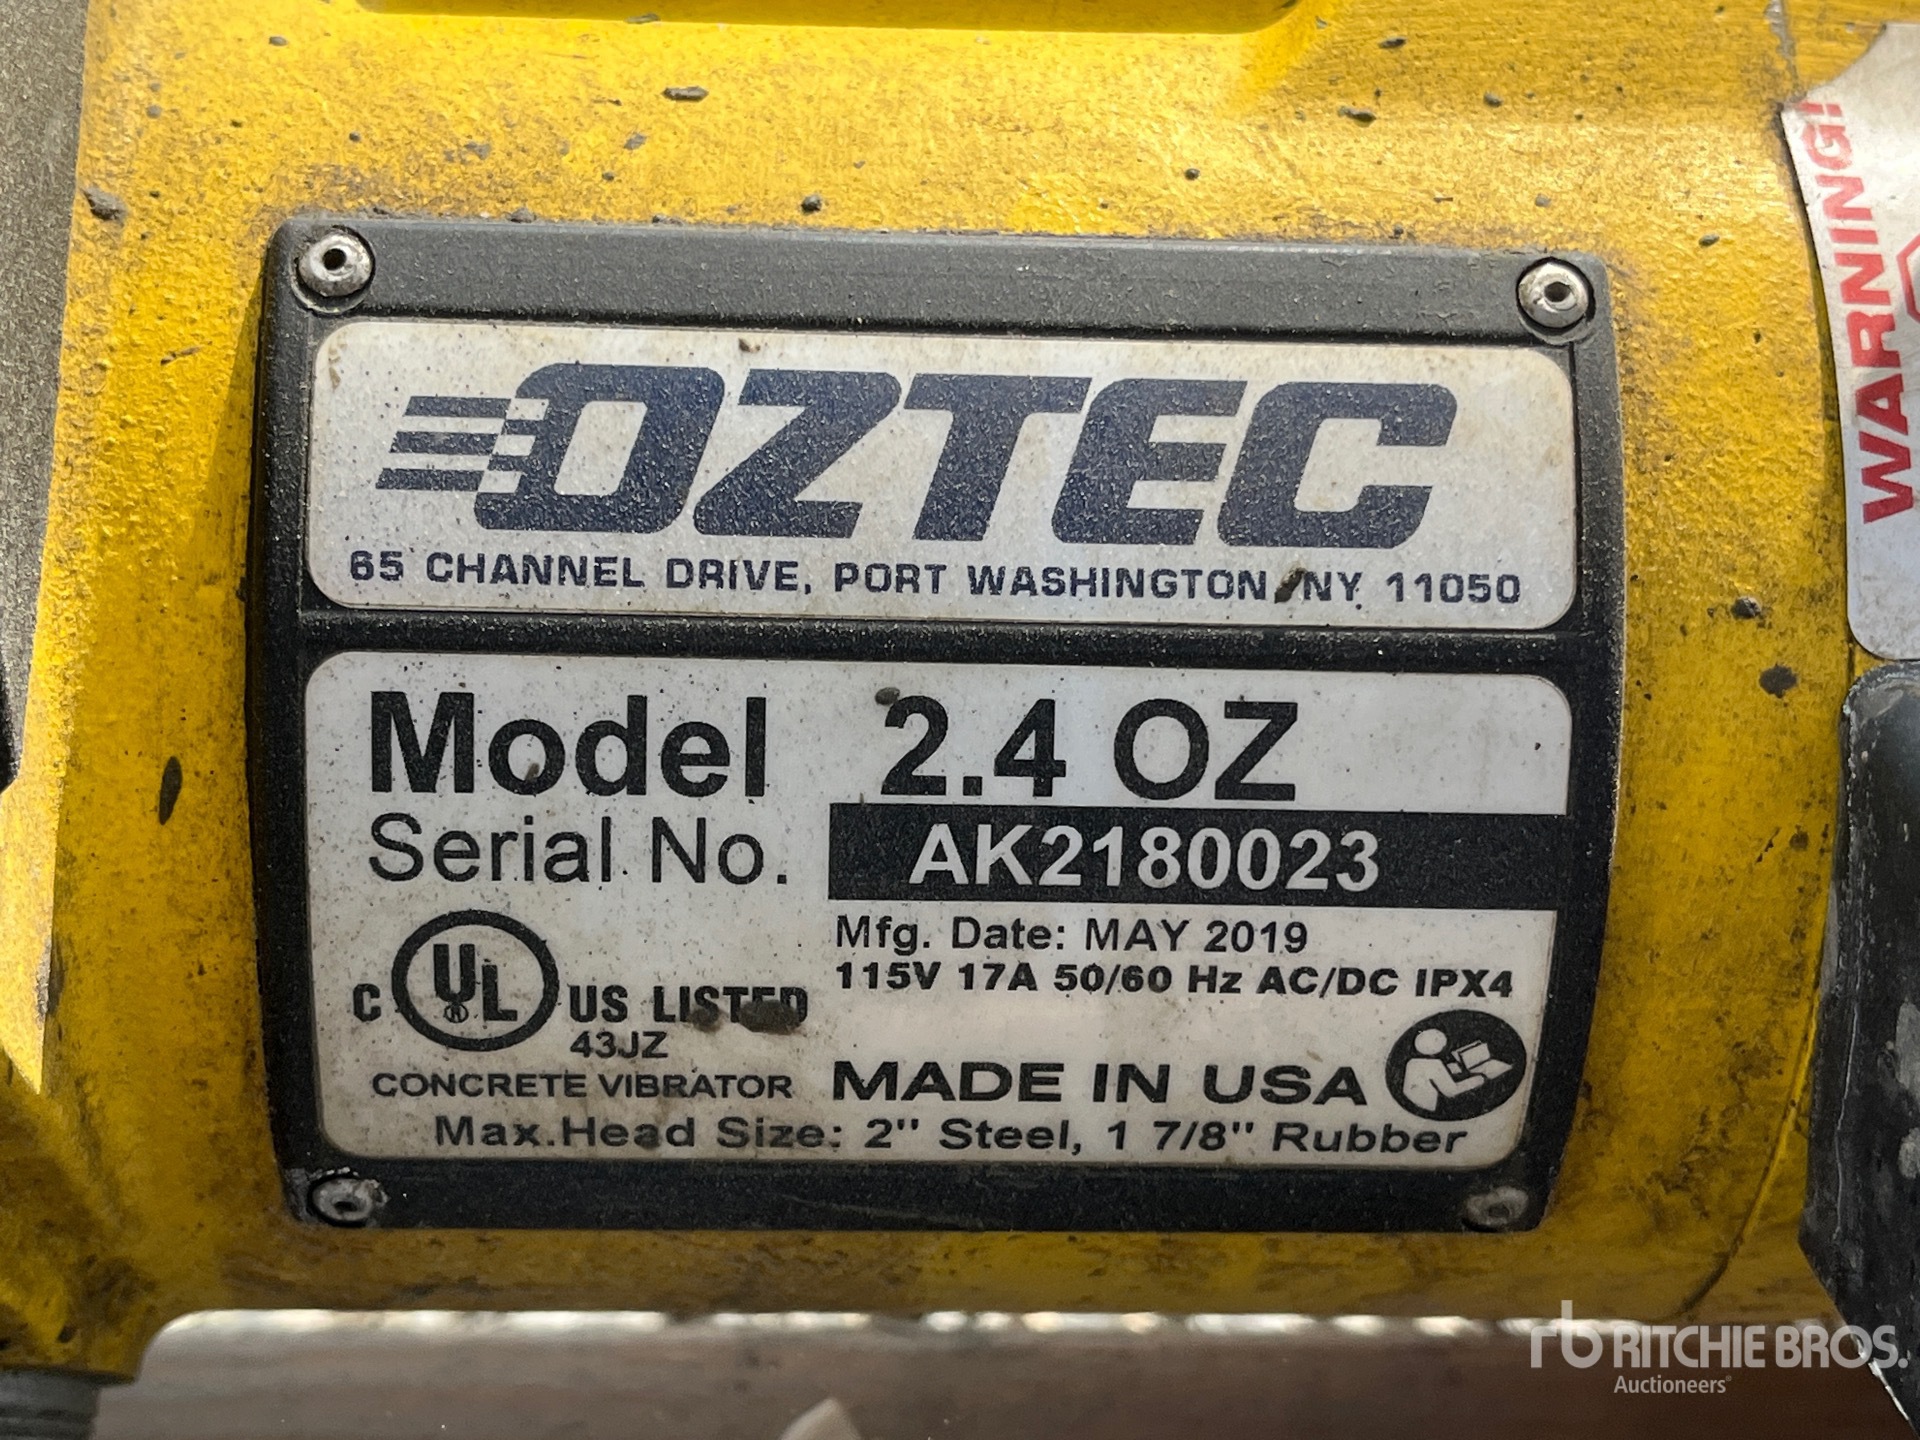 OZTEC
65 CHANNEL DRIVE, PORT WASHINGTON, NY 11050
Model 2.4 OZ
Serial No. AK2180023
Mfg. Date: MAY 2019
115V 17A 50/60 Hz AC/DC IPX4
C UL® US LISTED
43JZ
CONCRETE VIBRATOR
MADE IN USA
Max.Head Size: 2" Steel, 1 7/8" Rubber
WARNING!
rb RITCHIE BROS.
Auctioneers®